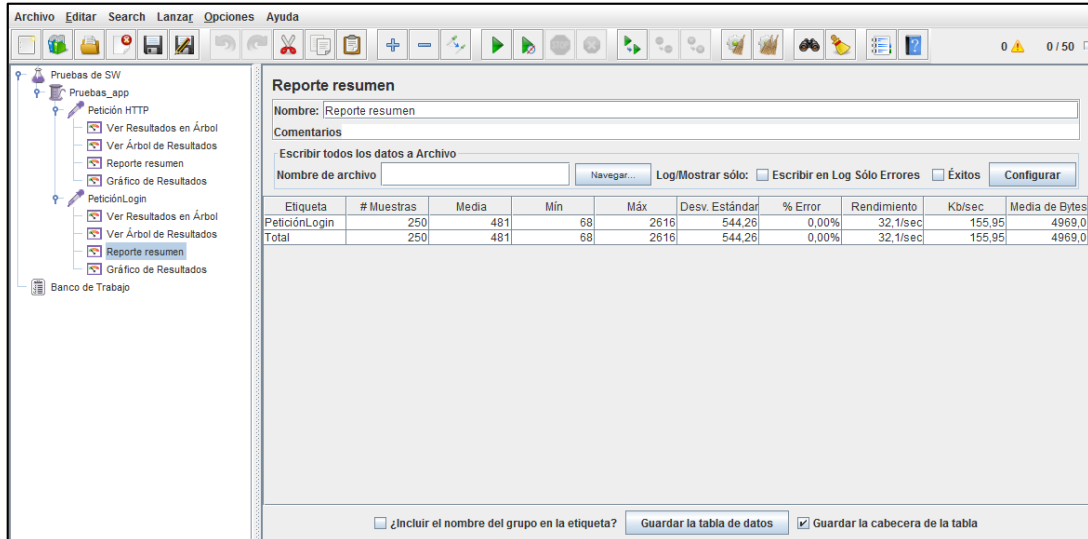 Archivo Editar Search Lanzar Opciones Ayuda
0 0 / 50
Pruebas de SW
Pruebas_app
Petición HTTP
Ver Resultados en Árbol
Ver Árbol de Resultados
Reporte resumen
Gráfico de Resultados
PeticiónLogin
Ver Resultados en Árbol
Ver Árbol de Resultados
Reporte resumen
Gráfico de Resultados
Banco de Trabajo
Reporte resumen
Nombre: Reporte resumen
Comentarios
Escribir todos los datos a Archivo
Nombre de archivo Navegar... Log/Mostrar sólo: Escribir en Log Sólo Errores Éxitos Configurar
Etiqueta # Muestras Media Mín Máx Desv. Estándar % Error Rendimiento Kb/sec Media de Bytes
PeticiónLogin 250 481 68 2616 544,26 0,00% 32,1/sec 155,95 4969,0
Total 250 481 68 2616 544,26 0,00% 32,1/sec 155,95 4969,0
¿Incluir el nombre del grupo en la etiqueta? Guardar la tabla de datos Guardar la cabecera de la tabla